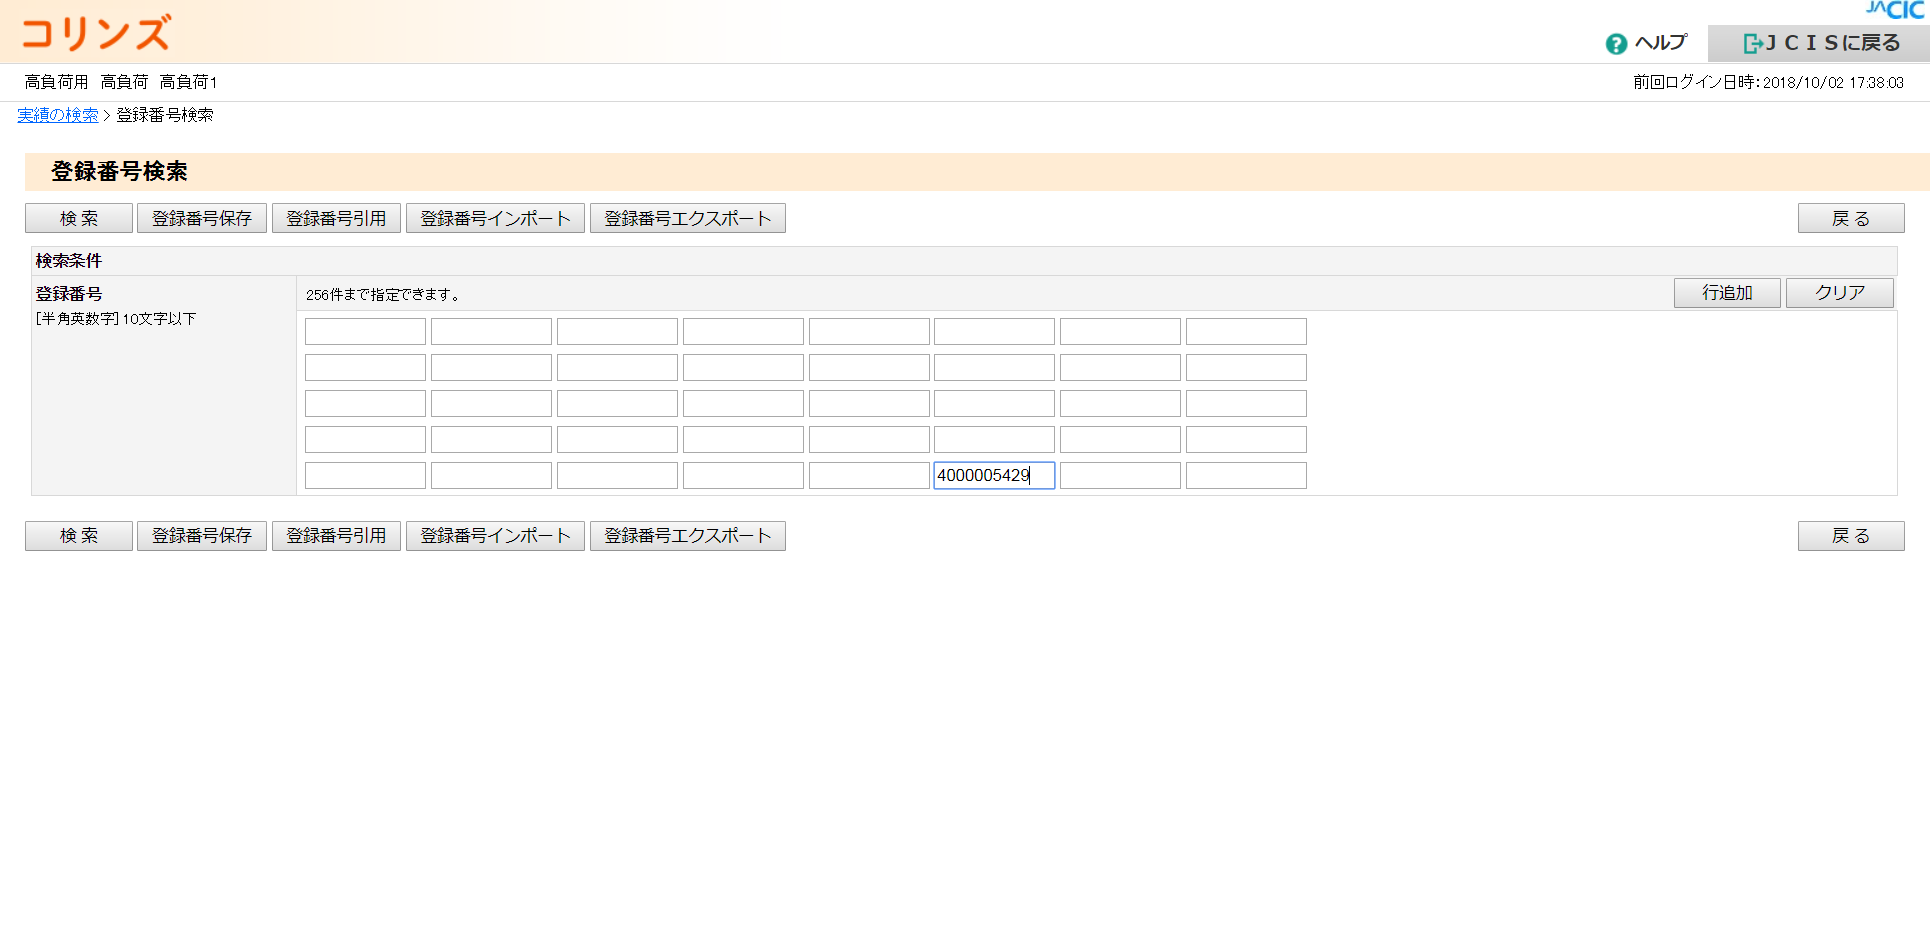 JACIC
コリンズ
? ヘルプ
ＪＣＩＳに戻る
高負荷用 高負荷 高負荷1
前回ログイン日時：2018/10/02 17:38:03
実績の検索 > 登録番号検索
登録番号検索
検 索 登録番号保存 登録番号引用 登録番号インポート 登録番号エクスポート 戻 る
検索条件
登録番号
[半角英数字] 10文字以下
256件まで指定できます。
行追加 クリア
4000005429
検 索 登録番号保存 登録番号引用 登録番号インポート 登録番号エクスポート 戻 る